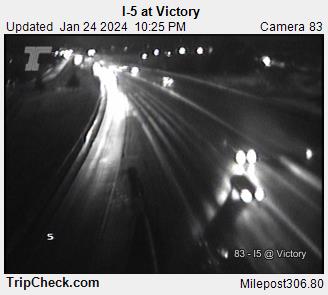 I-5 at Victory
Updated Jan 24 2024 10:25 PM Camera 83
T
S
83 - I5 @ Victory
TripCheck.com Milepost306.80